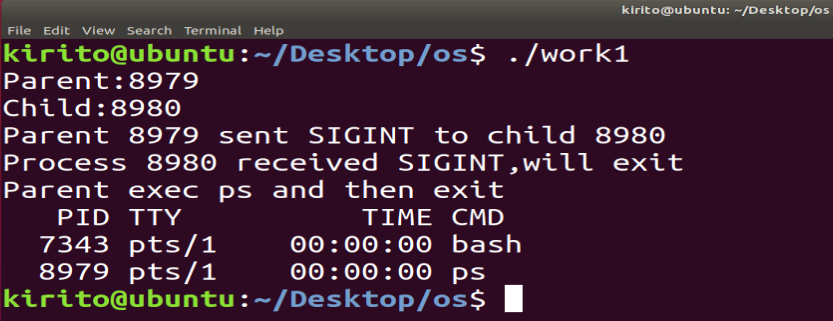 kirito@ubuntu: ~/Desktop/os
File Edit View Search Terminal Help
kirito@ubuntu:~/Desktop/os$ ./work1
Parent:8979
Child:8980
Parent 8979 sent SIGINT to child 8980
Process 8980 received SIGINT,will exit
Parent exec ps and then exit
   PID TTY          TIME CMD
  7343 pts/1    00:00:00 bash
  8979 pts/1    00:00:00 ps
kirito@ubuntu:~/Desktop/os$